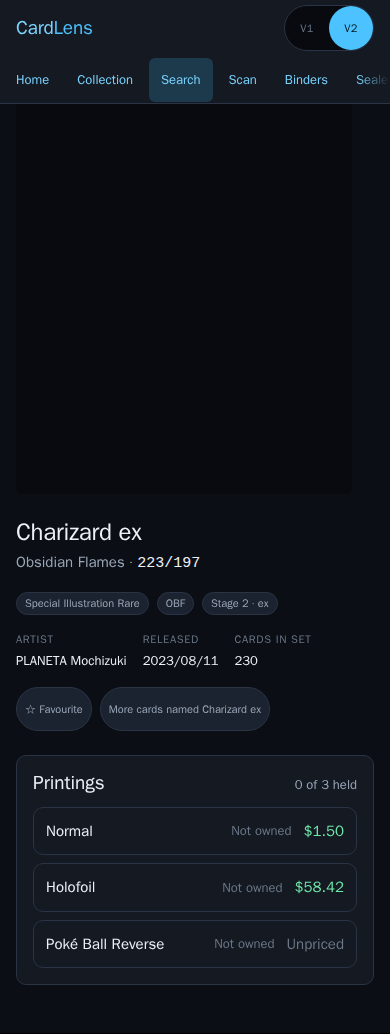 CardLens
V1 V2
Home Collection Search Scan Binders Seale
Charizard ex
Obsidian Flames · 223/197
Special Illustration Rare OBF Stage 2 · ex
ARTIST RELEASED CARDS IN SET
PLANETA Mochizuki 2023/08/11 230
☆ Favourite More cards named Charizard ex
Printings 0 of 3 held
Normal Not owned $1.50
Holofoil Not owned $58.42
Poké Ball Reverse Not owned Unpriced